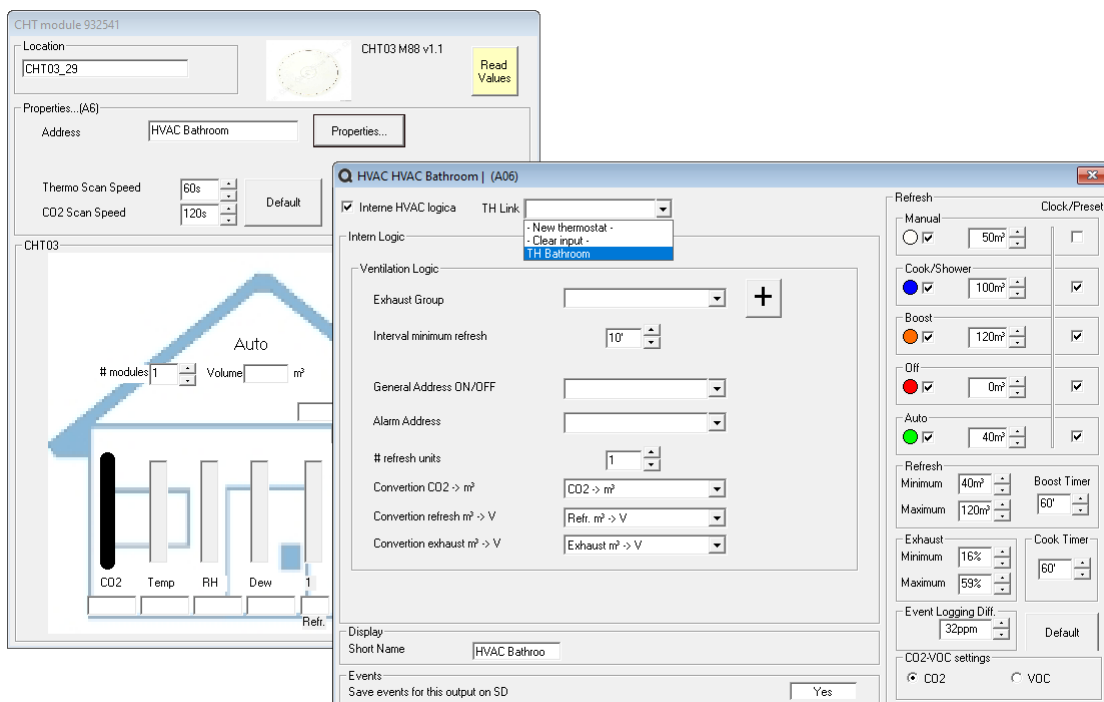 CHT module 932541
Location
CHT03_29
CHT03 M88 v1.1
Read
Values
Properties...(A6)
Address
HVAC Bathroom
Properties...
Thermo Scan Speed
60s
CO2 Scan Speed
120s
Default
CHT03
Auto
# modules
1
Volume
m³
CO2
Temp
RH
Dew
1
Refr.
HVAC HVAC Bathroom | (A06)
Interne HVAC logica
TH Link
- New thermostat -
- Clear input -
TH Bathroom
Intern Logic
Ventilation Logic
Exhaust Group
+
Interval minimum refresh
10'
General Address ON/OFF
Alarm Address
# refresh units
1
Convertion CO2 -> m³
CO2 -> m³
Convertion refresh m³ -> V
Refr. m³ -> V
Convertion exhaust m³ -> V
Exhaust m³ -> V
Display
Short Name
HVAC Bathroo
Events
Save events for this output on SD
Yes
Refresh
Clock/Preset
Manual
50m³
Cook/Shower
100m³
Boost
120m³
Off
0m³
Auto
40m³
Refresh
Minimum
40m³
Maximum
120m³
Boost Timer
60'
Exhaust
Minimum
16%
Maximum
59%
Cook Timer
60'
Event Logging Diff.
32ppm
Default
CO2-VOC settings
CO2
VOC